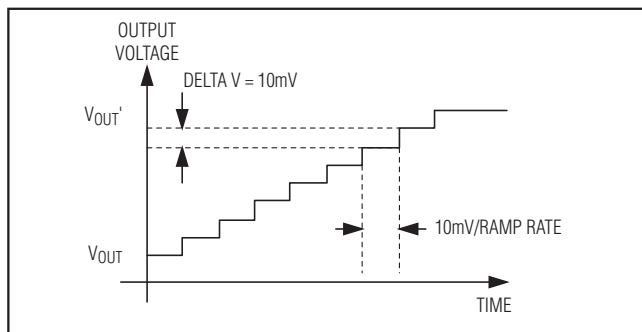 OUTPUT
VOLTAGE
DELTA V = 10mV
VOUT'
10mV/RAMP RATE
VOUT
TIME